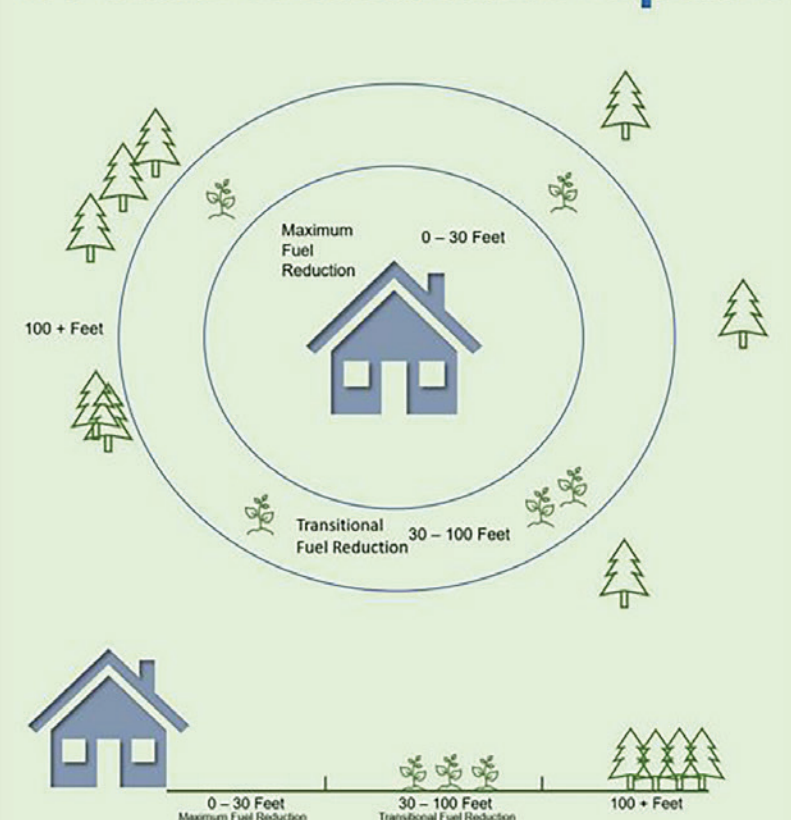 Maximum
Fuel
Reduction
0 – 30 Feet
100 + Feet
Transitional
Fuel Reduction
30 – 100 Feet
0 – 30 Feet
30 – 100 Feet
100 + Feet
Maximum Fuel Reduction
Transitional Fuel Reduction